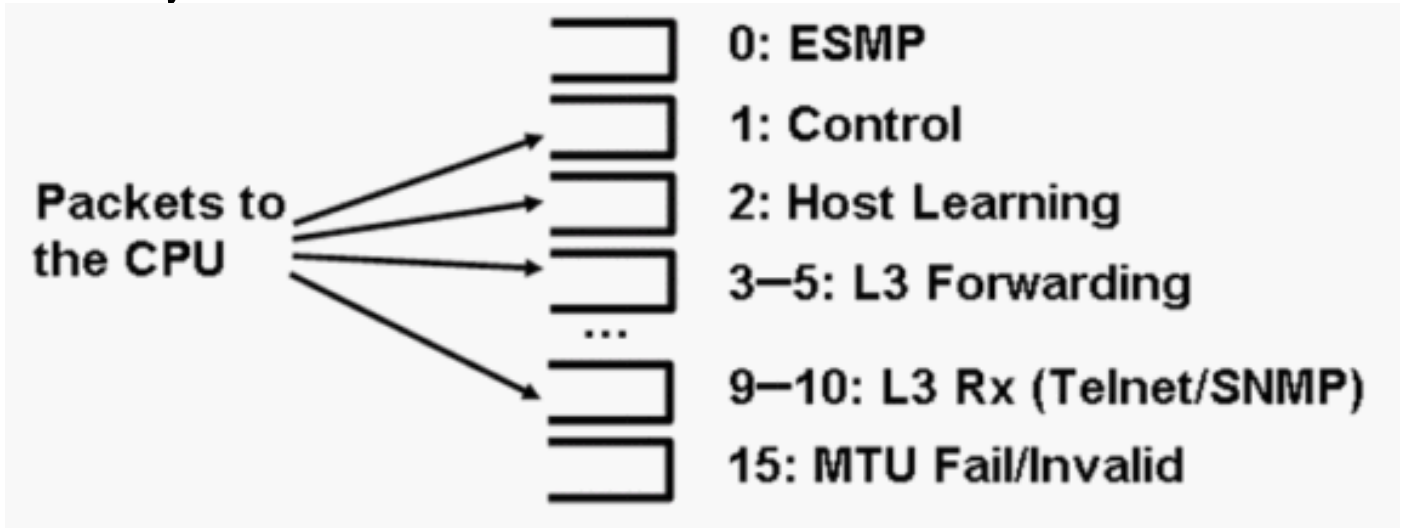 0: ESMP
1: Control
Packets to
the CPU
2: Host Learning
3–5: L3 Forwarding
...
9–10: L3 Rx (Telnet/SNMP)
15: MTU Fail/Invalid